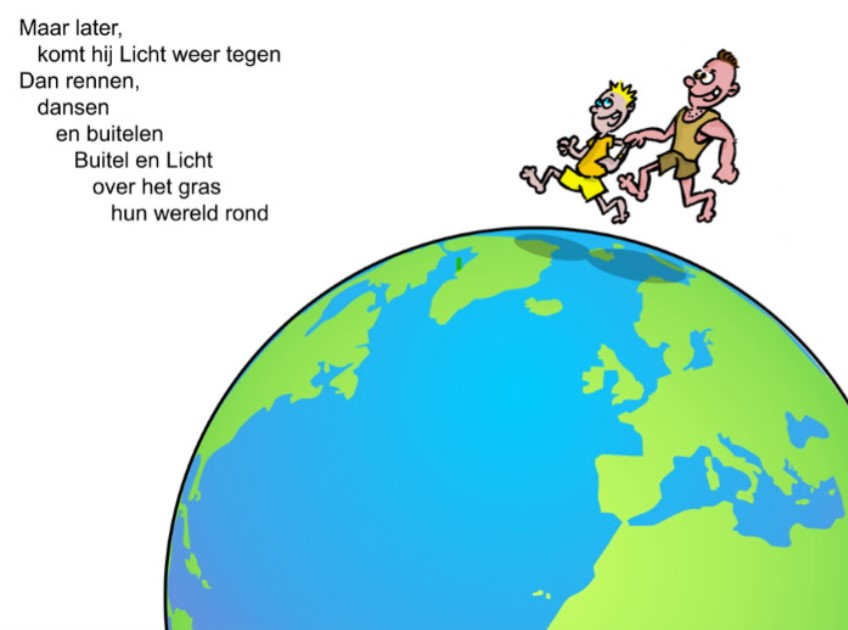 Maar later,
komt hij Licht weer tegen
Dan rennen,
dansen
en buitelen
Buitel en Licht
over het gras
hun wereld rond